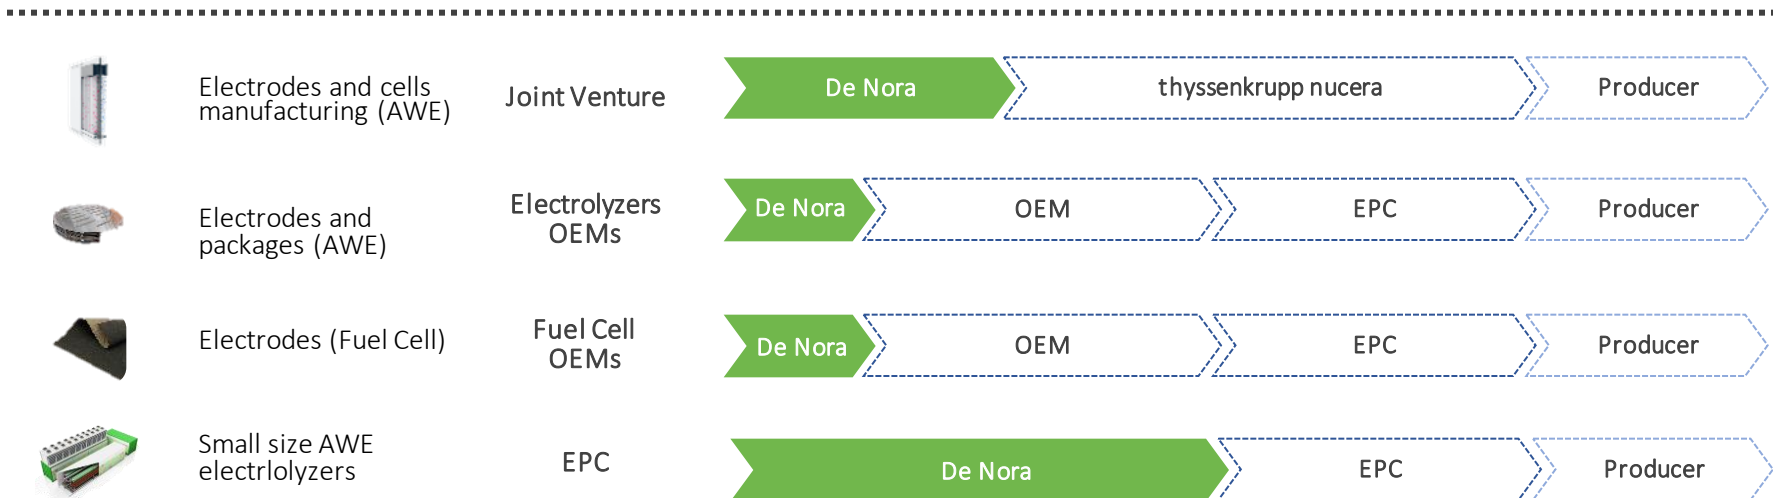 Electrodes and cells
manufacturing (AWE)
Joint Venture
De Nora
thyssenkrupp nucera
Producer
Electrodes and
packages (AWE)
Electrolyzers
OEMs
De Nora
OEM
EPC
Producer
Electrodes (Fuel Cell)
Fuel Cell
OEMs
De Nora
OEM
EPC
Producer
Small size AWE
electrlolyzers
EPC
De Nora
EPC
Producer